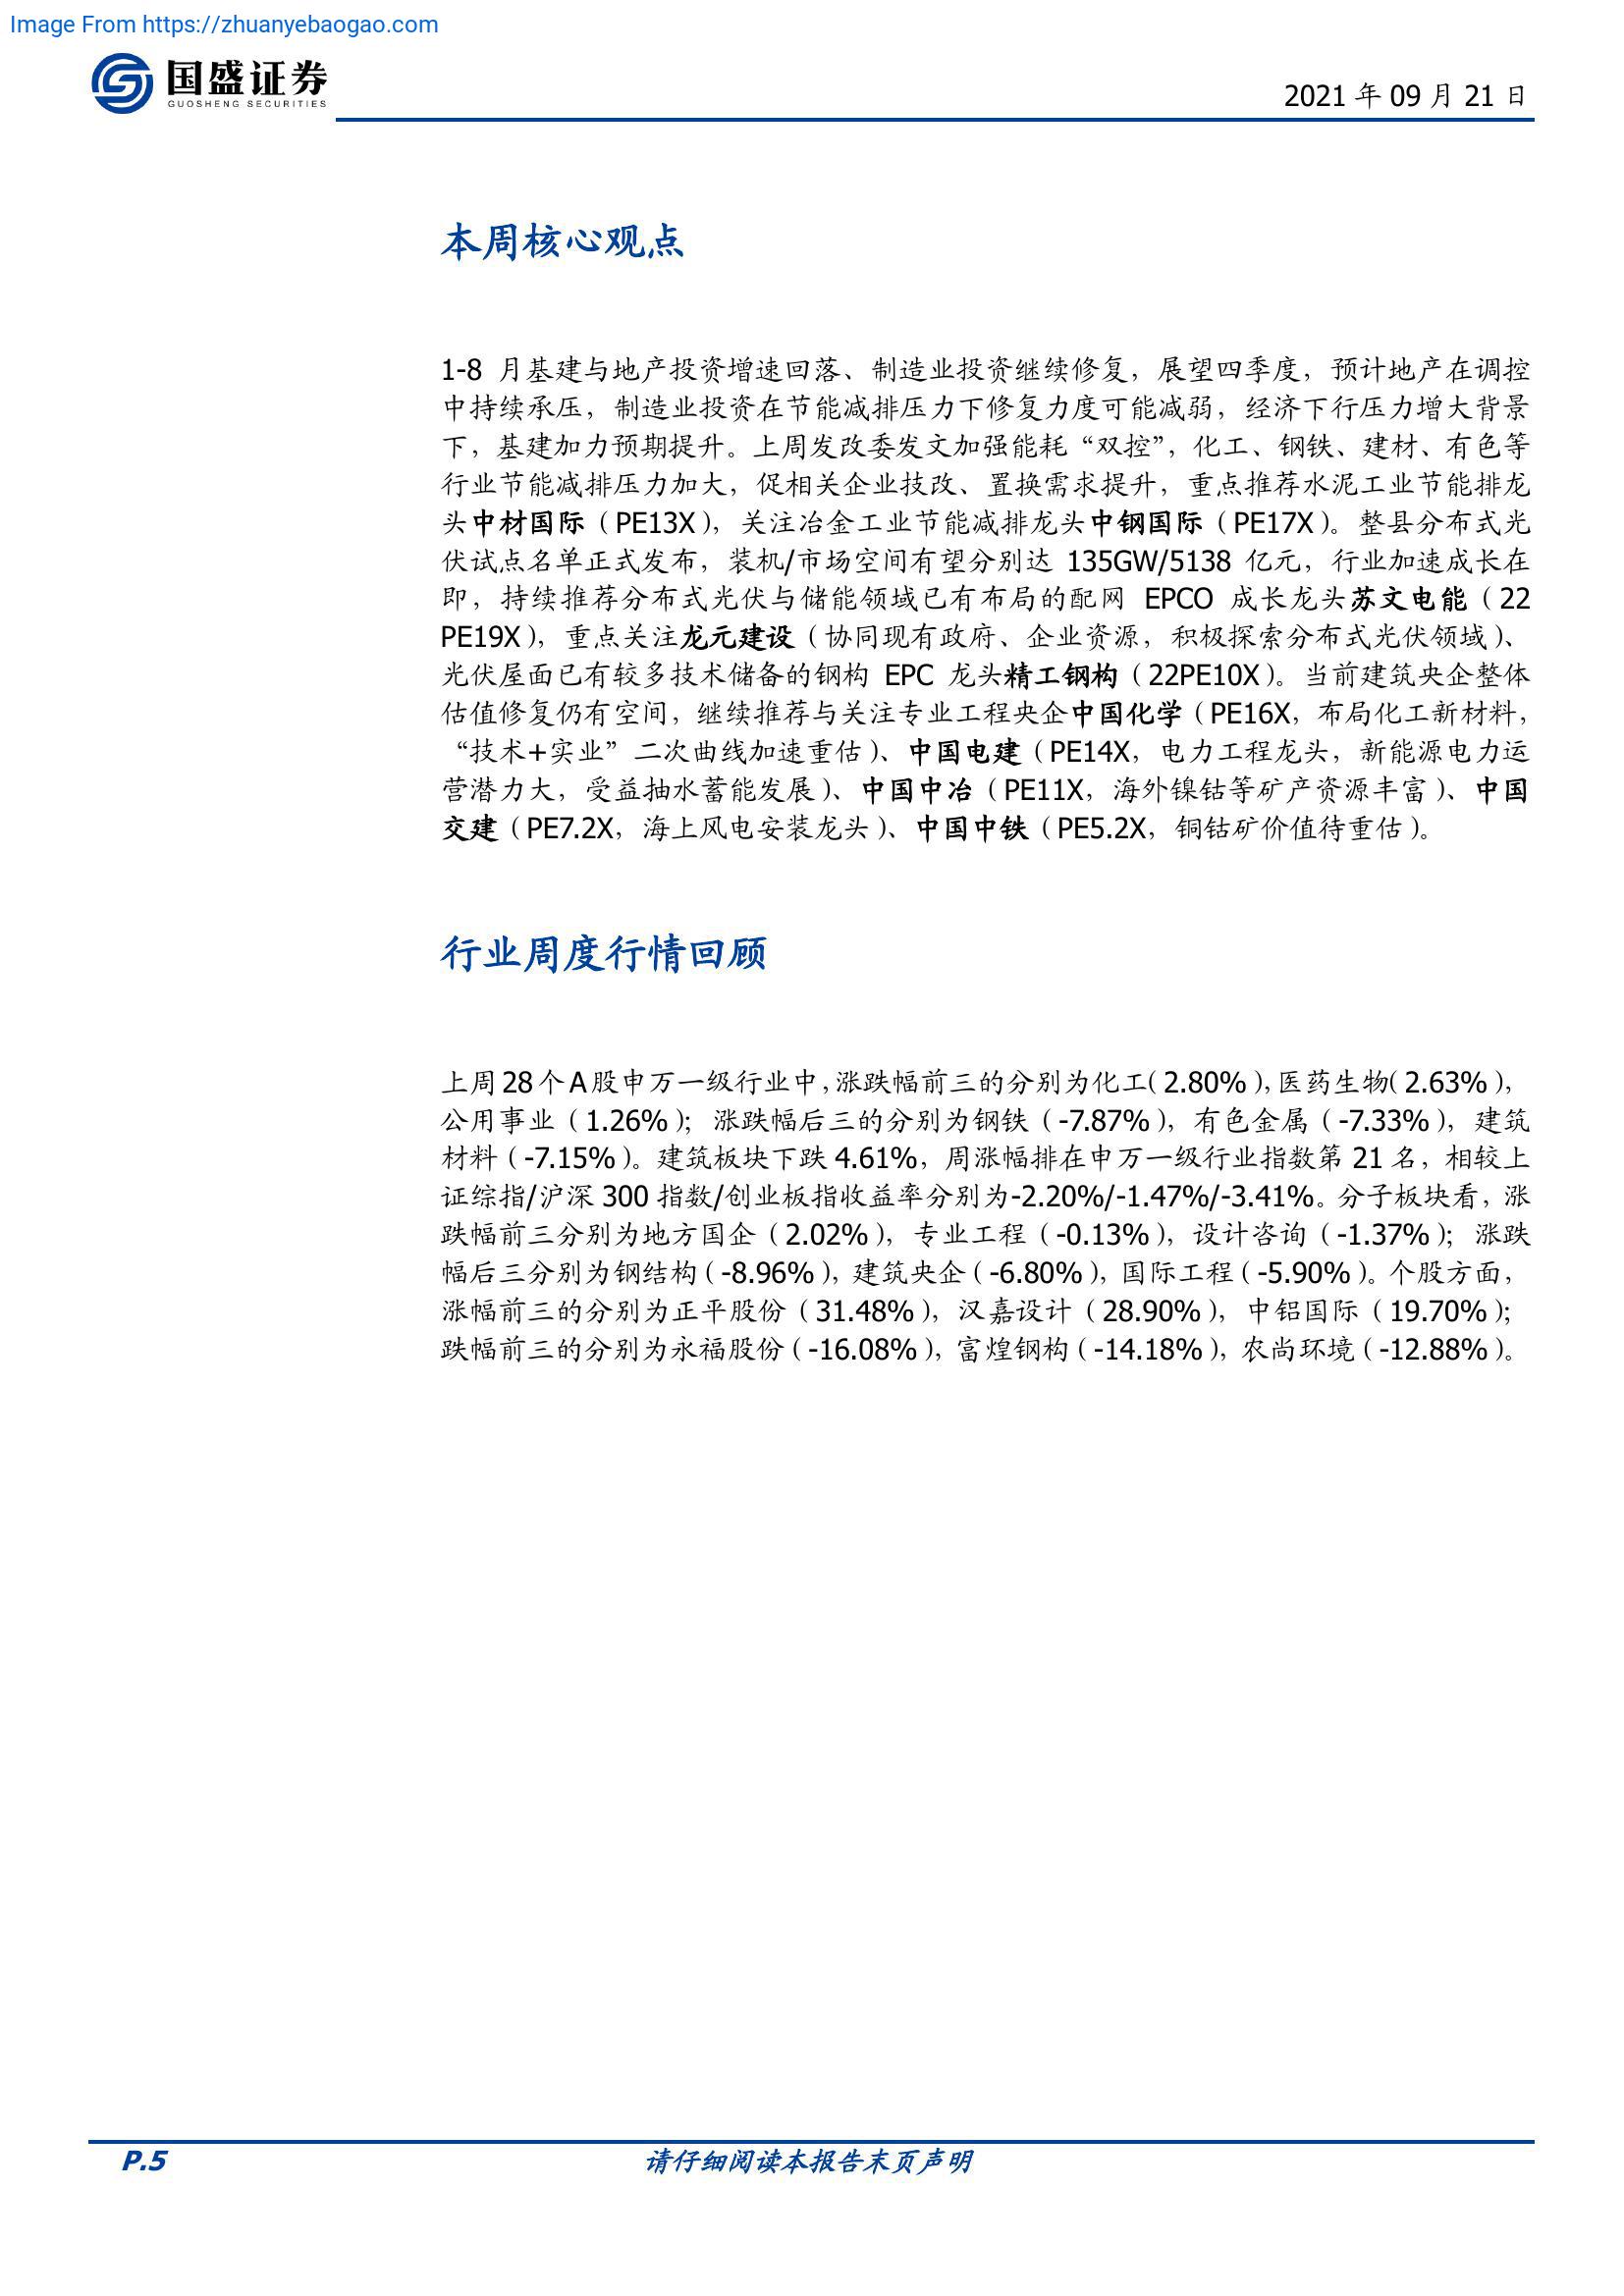 Image From https://zhuanyebaogao.com
国盛证券
GUOSHENG SECURITIES
2021 年 09 月 21 日
本周核心观点
1-8 月基建与地产投资增速回落、制造业投资继续修复，展望四季度，预计地产在调控
中持续承压，制造业投资在节能减排压力下修复力度可能减弱，经济下行压力增大背景
下，基建加力预期提升。上周发改委发文加强能耗“双控”，化工、钢铁、建材、有色等
行业节能减排压力加大，促相关企业技改、置换需求提升，重点推荐水泥工业节能排龙
头中材国际（PE13X），关注冶金工业节能减排龙头中钢国际（PE17X）。整县分布式光
伏试点名单正式发布，装机/市场空间有望分别达 135GW/5138 亿元，行业加速成长在
即，持续推荐分布式光伏与储能领域已有布局的配网 EPCO 成长龙头苏文电能（22
PE19X），重点关注龙元建设（协同现有政府、企业资源，积极探索分布式光伏领域）、
光伏屋面已有较多技术储备的钢构 EPC 龙头精工钢构（22PE10X）。当前建筑央企整体
估值修复仍有空间，继续推荐与关注专业工程央企中国化学（PE16X，布局化工新材料，
“技术+实业”二次曲线加速重估）、中国电建（PE14X，电力工程龙头，新能源电力运
营潜力大，受益抽水蓄能发展）、中国中冶（PE11X，海外镍钴等矿产资源丰富）、中国
交建（PE7.2X，海上风电安装龙头）、中国中铁（PE5.2X，铜钴矿价值待重估）。
行业周度行情回顾
上周 28 个 A 股申万一级行业中，涨跌幅前三的分别为化工（2.80%），医药生物（2.63%），
公用事业（1.26%）；涨跌幅后三的分别为钢铁（-7.87%），有色金属（-7.33%），建筑
材料（-7.15%）。建筑板块下跌 4.61%，周涨幅排在申万一级行业指数第 21 名，相较上
证综指/沪深 300 指数/创业板指收益率分别为-2.20%/-1.47%/-3.41%。分子板块看，涨
跌幅前三分别为地方国企（2.02%），专业工程（-0.13%），设计咨询（-1.37%）；涨跌
幅后三分别为钢结构（-8.96%），建筑央企（-6.80%），国际工程（-5.90%）。个股方面，
涨幅前三的分别为正平股份（31.48%），汉嘉设计（28.90%），中铝国际（19.70%）；
跌幅前三的分别为永福股份（-16.08%），富煌钢构（-14.18%），农尚环境（-12.88%）。
P.5
请仔细阅读本报告末页声明